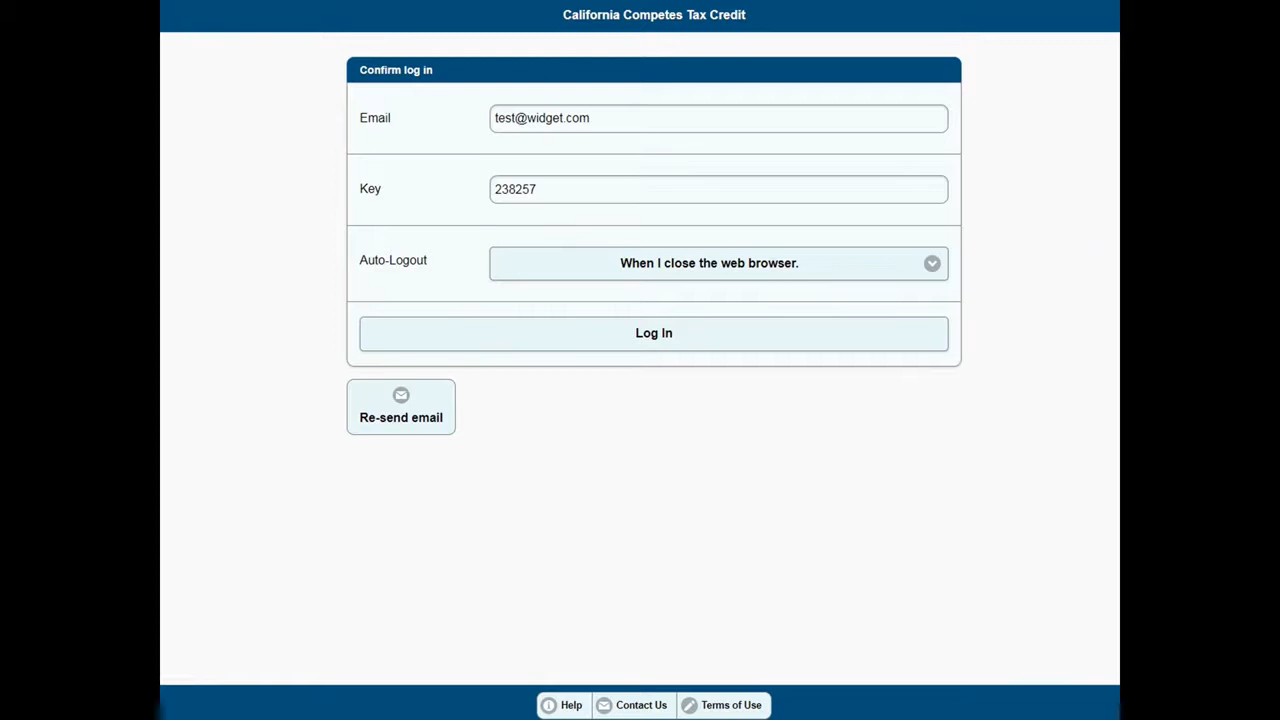 California Competes Tax Credit
Confirm log in
Email
test@widget.com
Key
238257
Auto-Logout
When I close the web browser.
Log In
Re-send email
Help
Contact Us
Terms of Use